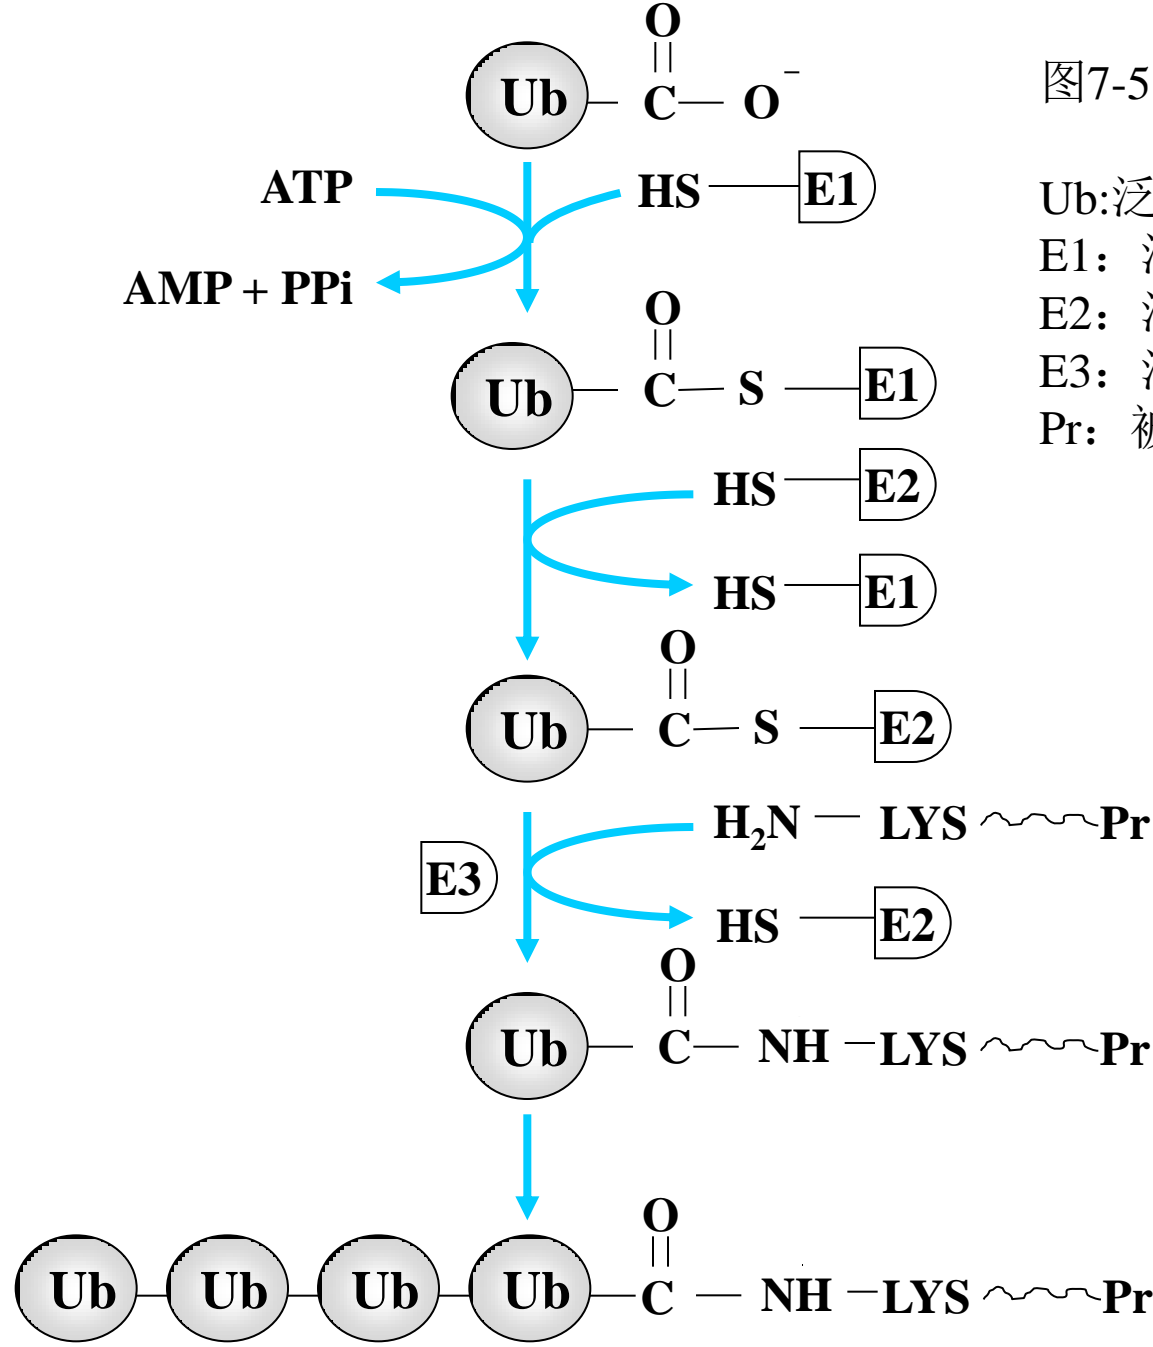 O
Ub C O⁻
图7-5
ATP HS E1
Ub:泛
AMP + PPi
E1：
O
E2：
Ub C S E1
E3：
Pr：被
HS E2
HS E1
O
Ub C S E2
H₂N LYS Pr
E3
HS E2
O
Ub C NH LYS Pr
O
Ub Ub Ub Ub C NH LYS Pr